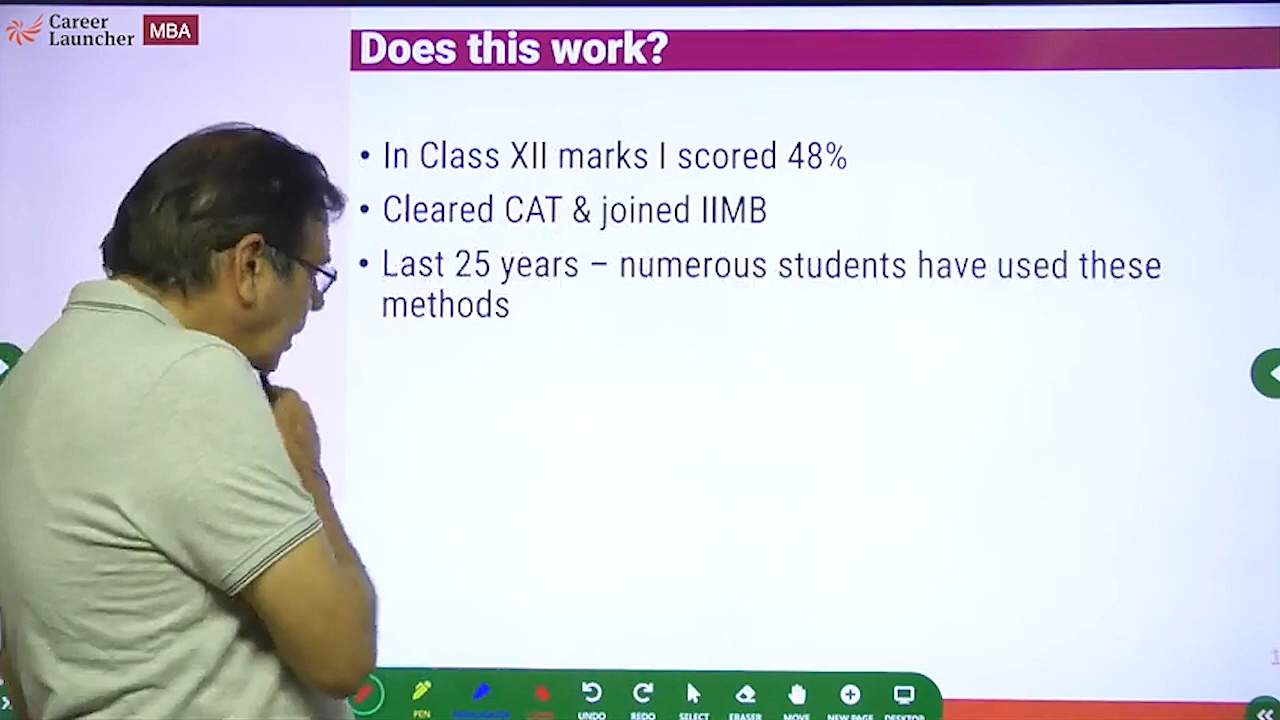 Career
Launcher
MBA
Does this work?
• In Class XII marks I scored 48%
• Cleared CAT & joined IIMB
• Last 25 years – numerous students have used these
methods
PEN
UNDO
REDO
SELECT
ERASER
MOVE
NEW PAGE
DESKTOP